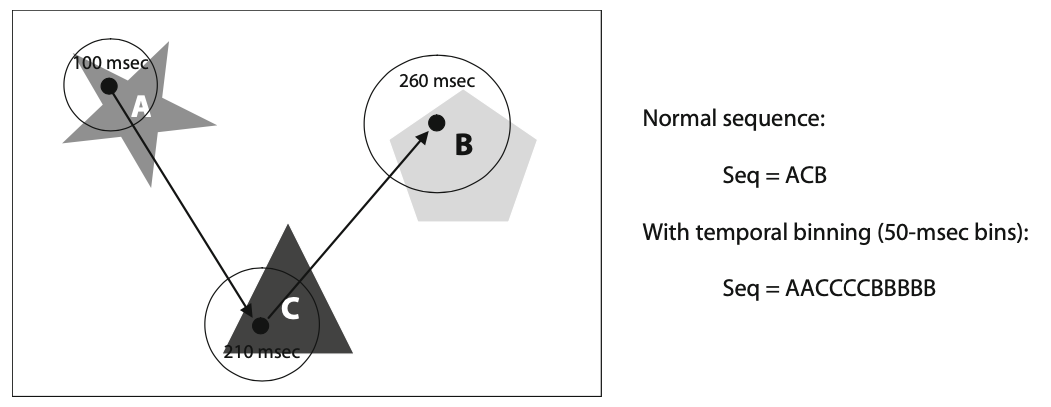 100 msec
A
260 msec
B
C
210 msec
Normal sequence:
Seq = ACB
With temporal binning (50-msec bins):
Seq = AACCCCBBBBB